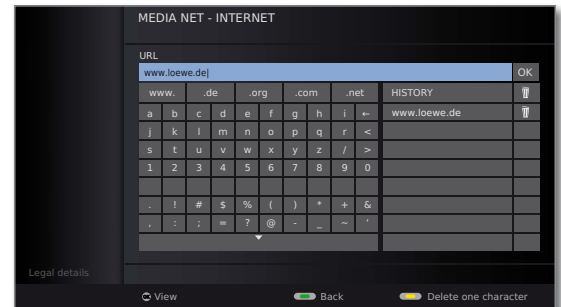 MEDIA NET - INTERNET
URL
www.loewe.de|
OK
www. .de .org .com .net HISTORY
a b c d e f g h i ← www.loewe.de
j k l m n o p q r <
s t u v w x y z / >
1 2 3 4 5 6 7 8 9 0
. ! # $ % ( ) * + &
, : ; = ? @ - _ ~ '
Legal details
OK View
Back
Delete one character